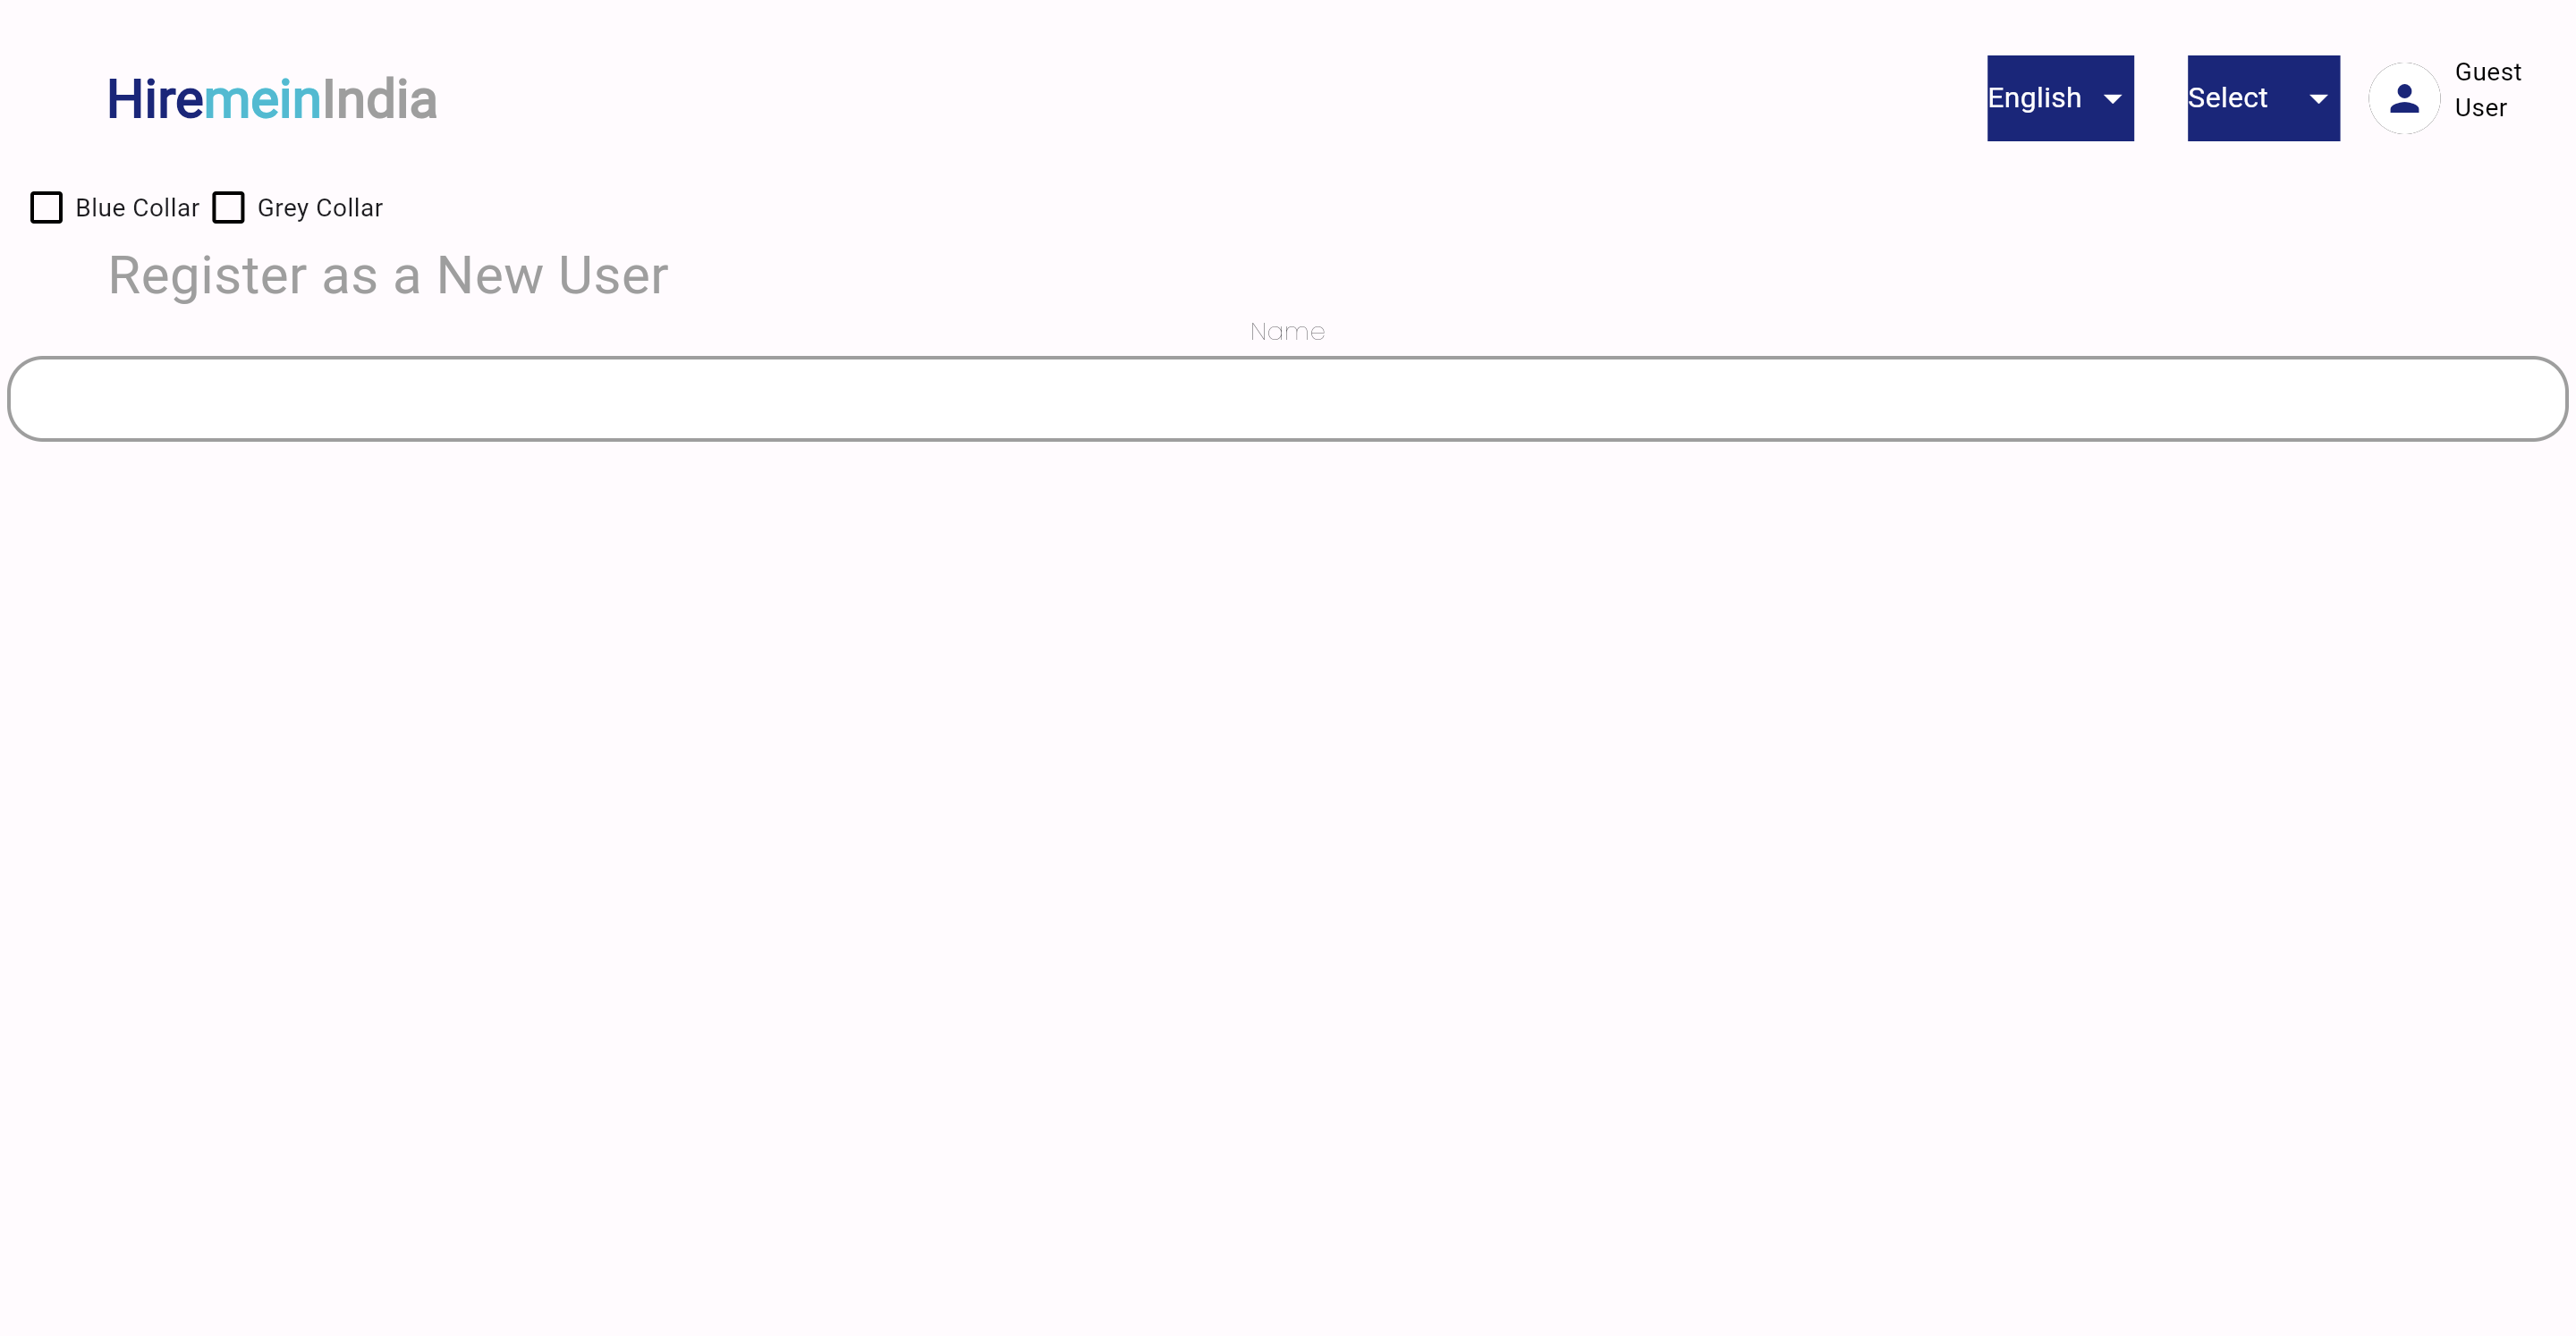 HiremeinIndia
English
Select
Guest
User
Blue Collar
Grey Collar
Register as a New User
Name